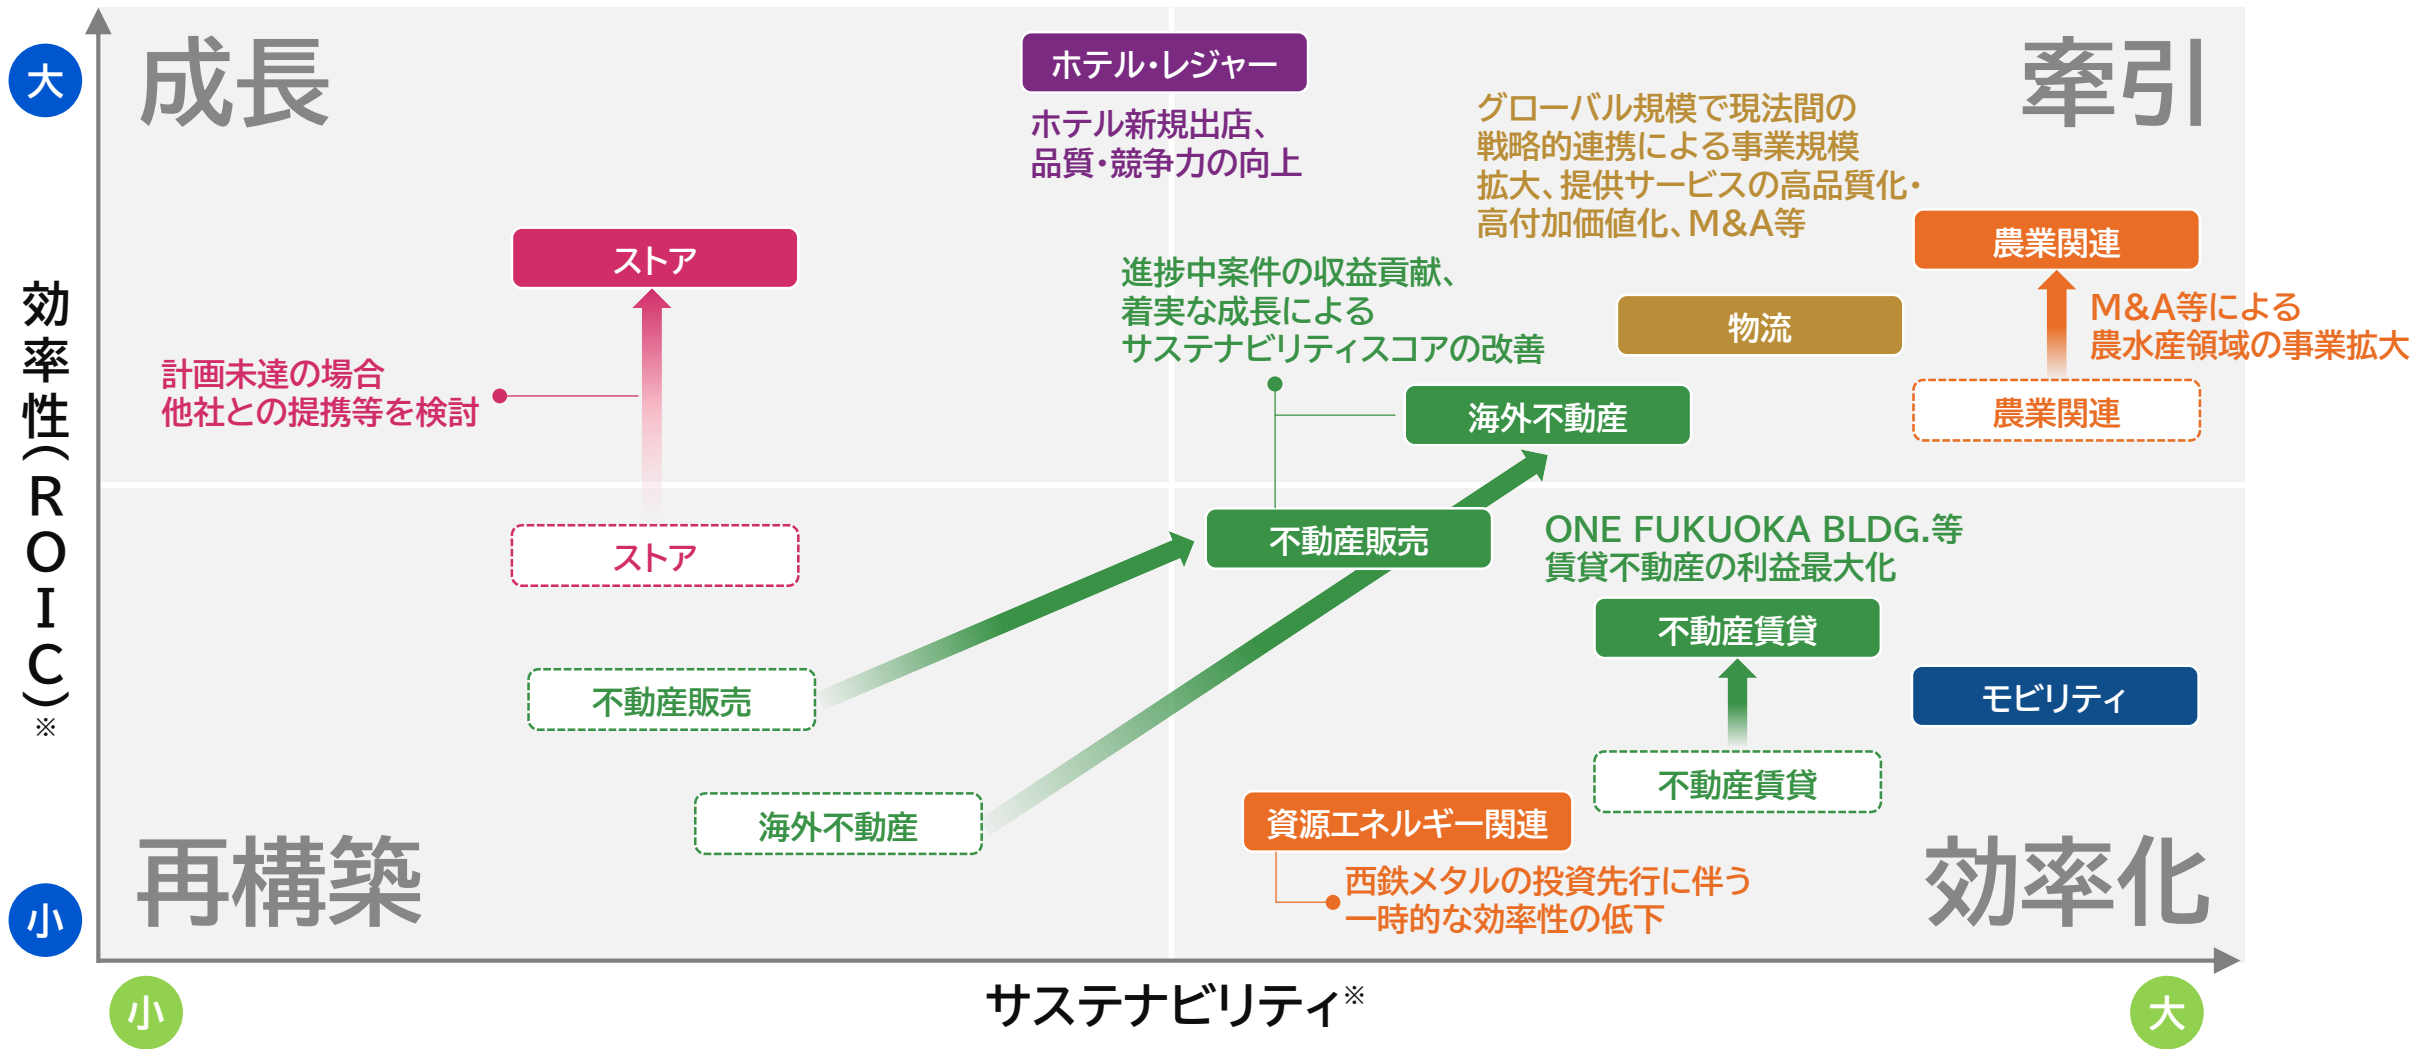 大
成長
ホテル・レジャー
ホテル新規出店、
品質・競争力の向上
グローバル規模で現法間の
戦略的連携による事業規模
拡大、提供サービスの高品質化・
高付加価値化、M&A等
牽引
ストア
農業関連
進捗中案件の収益貢献、
着実な成長による
サステナビリティスコアの改善
物流
M&A等による
農水産領域の事業拡大
計画未達の場合
他社との提携等を検討
海外不動産
農業関連
効率性(ROIC)※
ストア
不動産販売
ONE FUKUOKA BLDG.等
賃貸不動産の利益最大化
不動産賃貸
不動産販売
モビリティ
不動産賃貸
海外不動産
資源エネルギー関連
西鉄メタルの投資先行に伴う
一時的な効率性の低下
再構築
効率化
小
小
サステナビリティ※
大